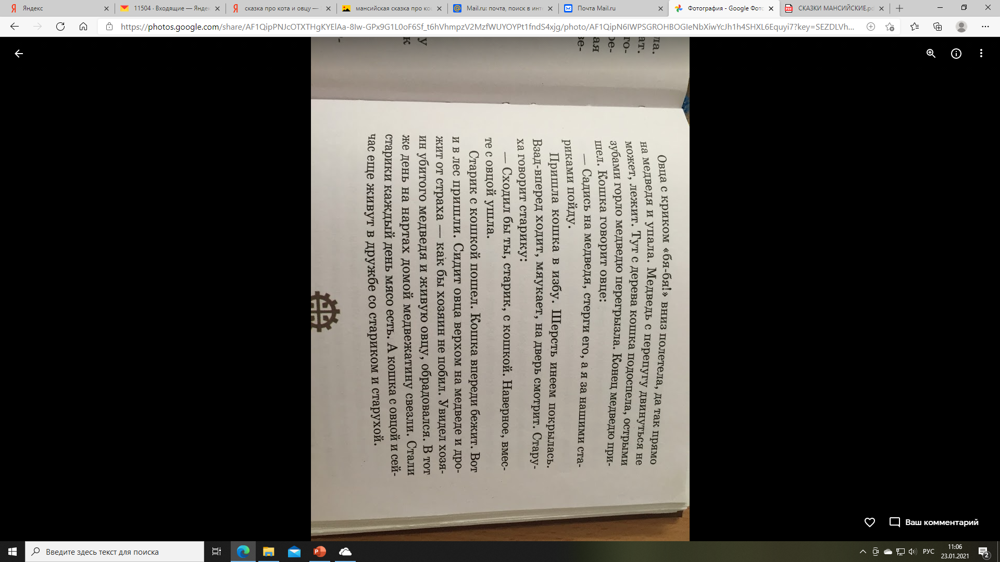 Яндекс
11504 · Входящие — Яндек
сказка про кота и овцу —
мансийская сказка про ко
Mail.ru: почта, поиск в инте
Почта Mail.ru
Фотография - Google Фото
СКАЗКИ МАНСИЙСКИЕ.pd
https://photos.google.com/share/AF1QipPNJcOTXTHgKYElAa-8Iw-GPx9G1L0oF6Sf_t6hVhmpzV2MzfWUYOYPt1fndS4xjg/photo/AF1QipN6IWPSGROHBOGIeNbXiwYcJh1h4SHXL6Equyi7?key=SEZDLVh...
ла.
ат.
го-
ре-
ая
ве-
к
у
Овца с криком «бя-бя!» вниз полетела, да так прямо
на медведя и упала. Медведь с перепугу двинуться не
может, лежит. Тут с дерева кошка подоспела, острыми
зубами горло медведю перегрызла. Конец медведю при-
шел. Кошка говорит овце:
— Садись на медведя, стерги его, а я за нашими ста-
риками пойду.
Пришла кошка в избу. Шерсть инеем покрылась.
Взад-вперед ходит, мяукает, на дверь смотрит. Стару-
ха говорит старику:
— Сходил бы ты, старик, с кошкой. Наверное, вмес-
те с овцой ушла.
Старик с кошкой пошел. Кошка впереди бежит. Вот
и в лес пришли. Сидит овца верхом на медведе и дро-
жит от страха — как бы хозяин не побил. Увидел хозя-
ин убитого медведя и живую овцу, обрадовался. В тот
же день на нартах домой медвежатину свезли. Стали
старики каждый день мясо есть. А кошка с овцой и сей-
час еще живут в дружбе со стариком и старухой.
Ваш комментарий
Введите здесь текст для поиска
РУС
11:06
23.01.2021
2